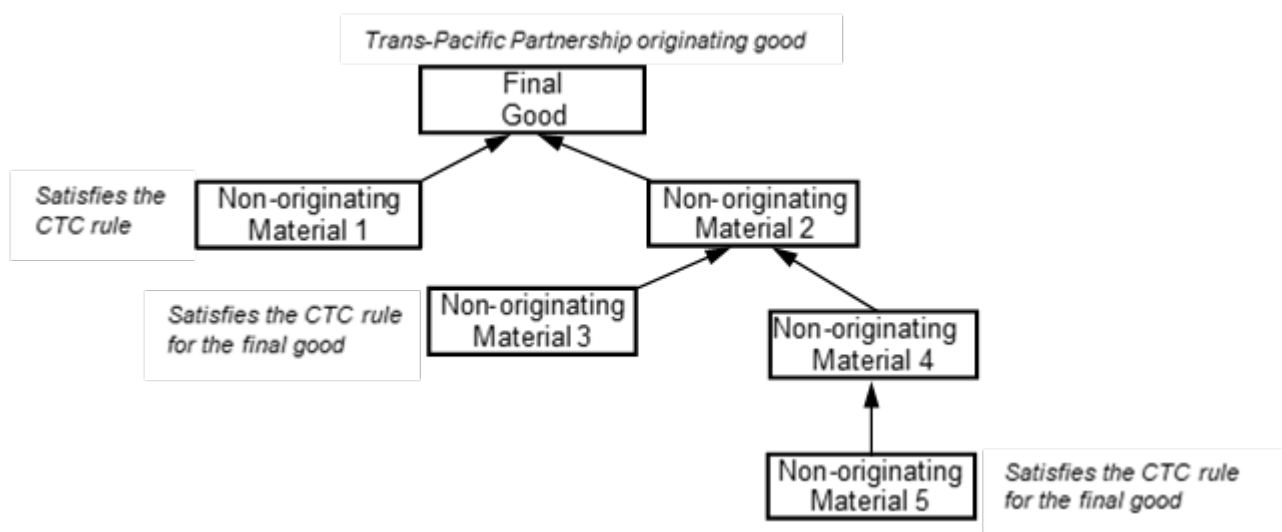 Trans-Pacific Partnership originating good
Final
Good
Satisfies the
CTC rule
Non-originating
Material 1
Non-originating
Material 2
Satisfies the CTC rule
for the final good
Non-originating
Material 3
Non-originating
Material 4
Non-originating
Material 5
Satisfies the CTC rule
for the final good